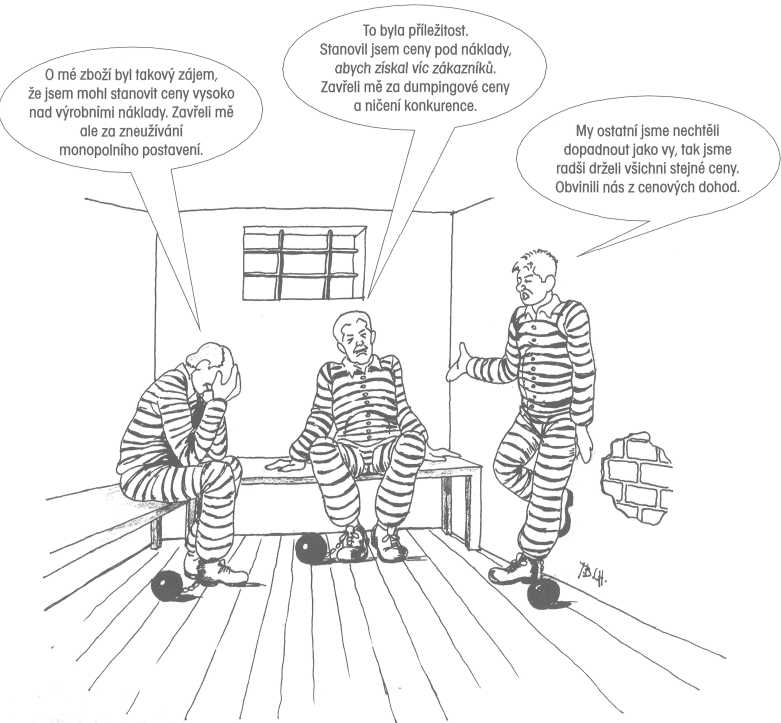 O mé zboží byl takový zájem,
že jsem mohl stanovit ceny vysoko
nad výrobními náklady. Zavřeli mě
ale za zneužívání
monopolního postavení.
To byla příležitost.
Stanovil jsem ceny pod náklady,
abych získal víc zákazníků.
Zavřeli mě za dumpingové ceny
a ničení konkurence.
My ostatní jsme nechtěli
dopadnout jako vy, tak jsme
radši drželi všichni stejné ceny.
Obvinili nás z cenových dohod.